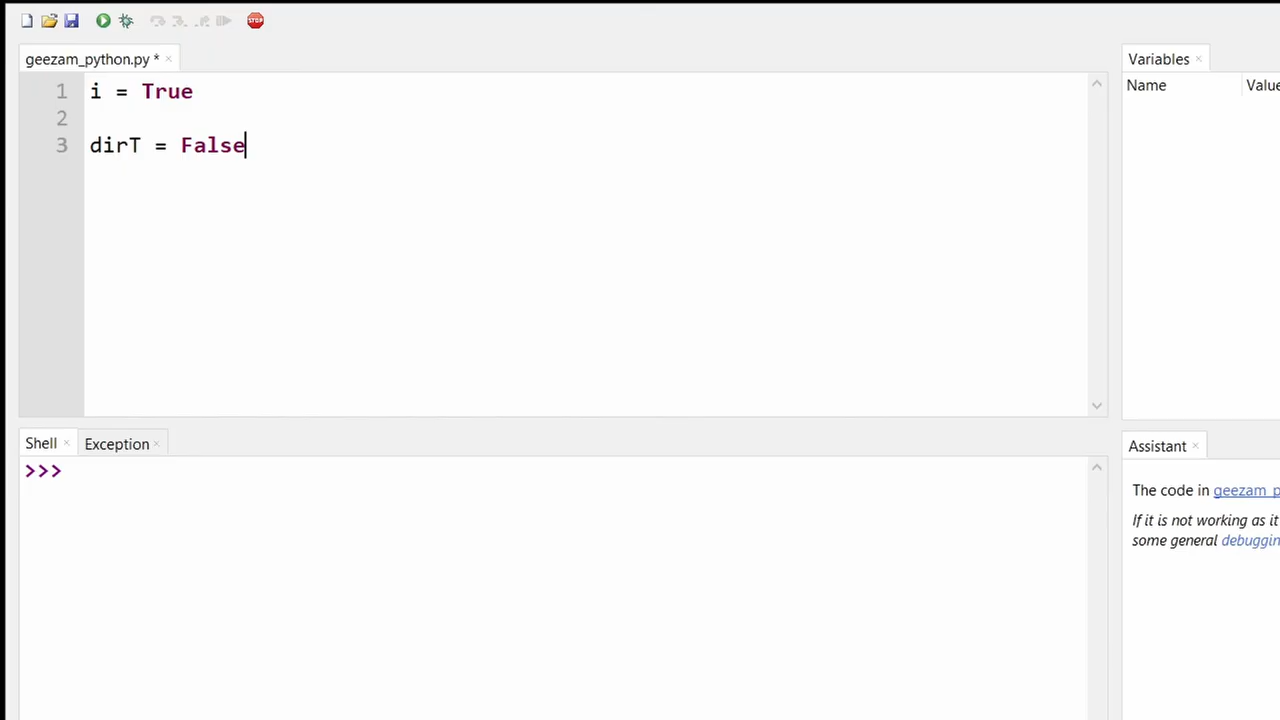 STOP
geezam_python.py * ×
1 i = True
2
3 dirT = False
Variables ×
Name Value
Shell × Exception ×
>>>
Assistant ×
The code in geezam_p
If it is not working as it
some general debuggin